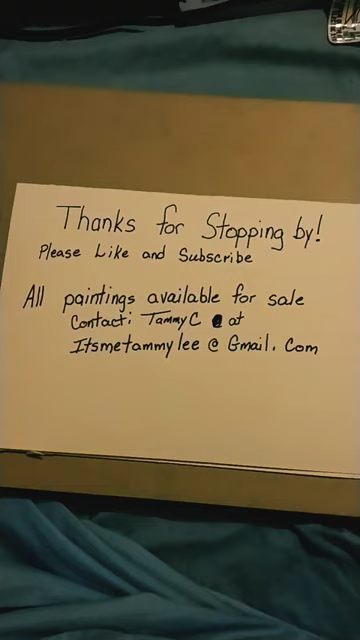 Thanks for Stopping by!
Please Like and Subscribe
All paintings available for sale
Contact: Tammy C at
Itsmetammylee @ Gmail. Com